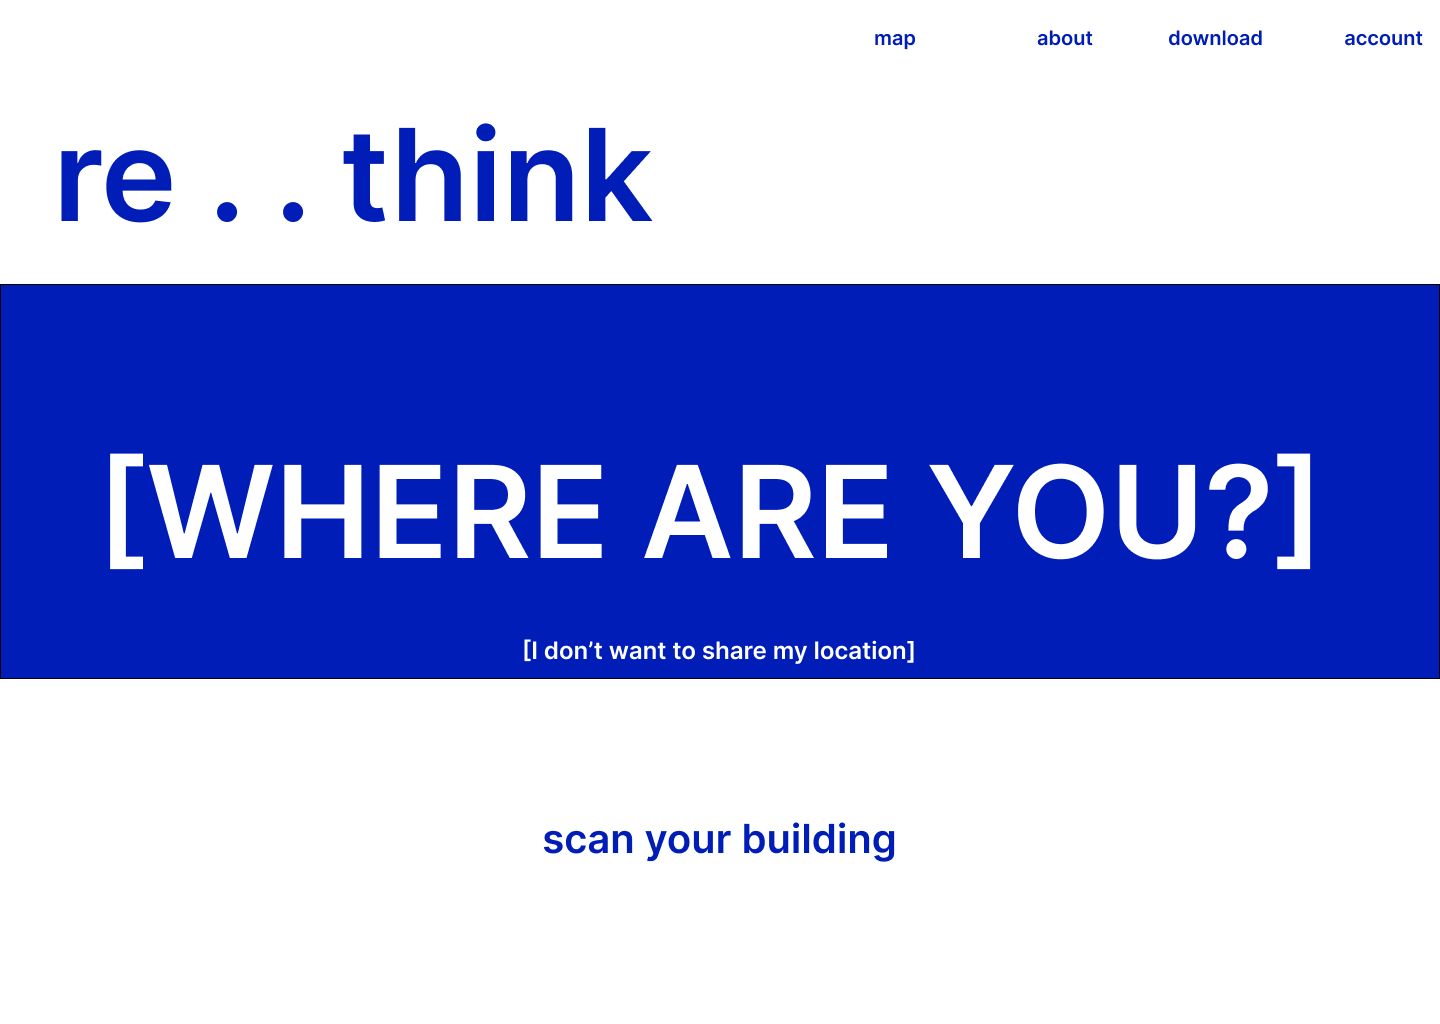 map about download account
re . . think
[WHERE ARE YOU?]
[I don’t want to share my location]
scan your building